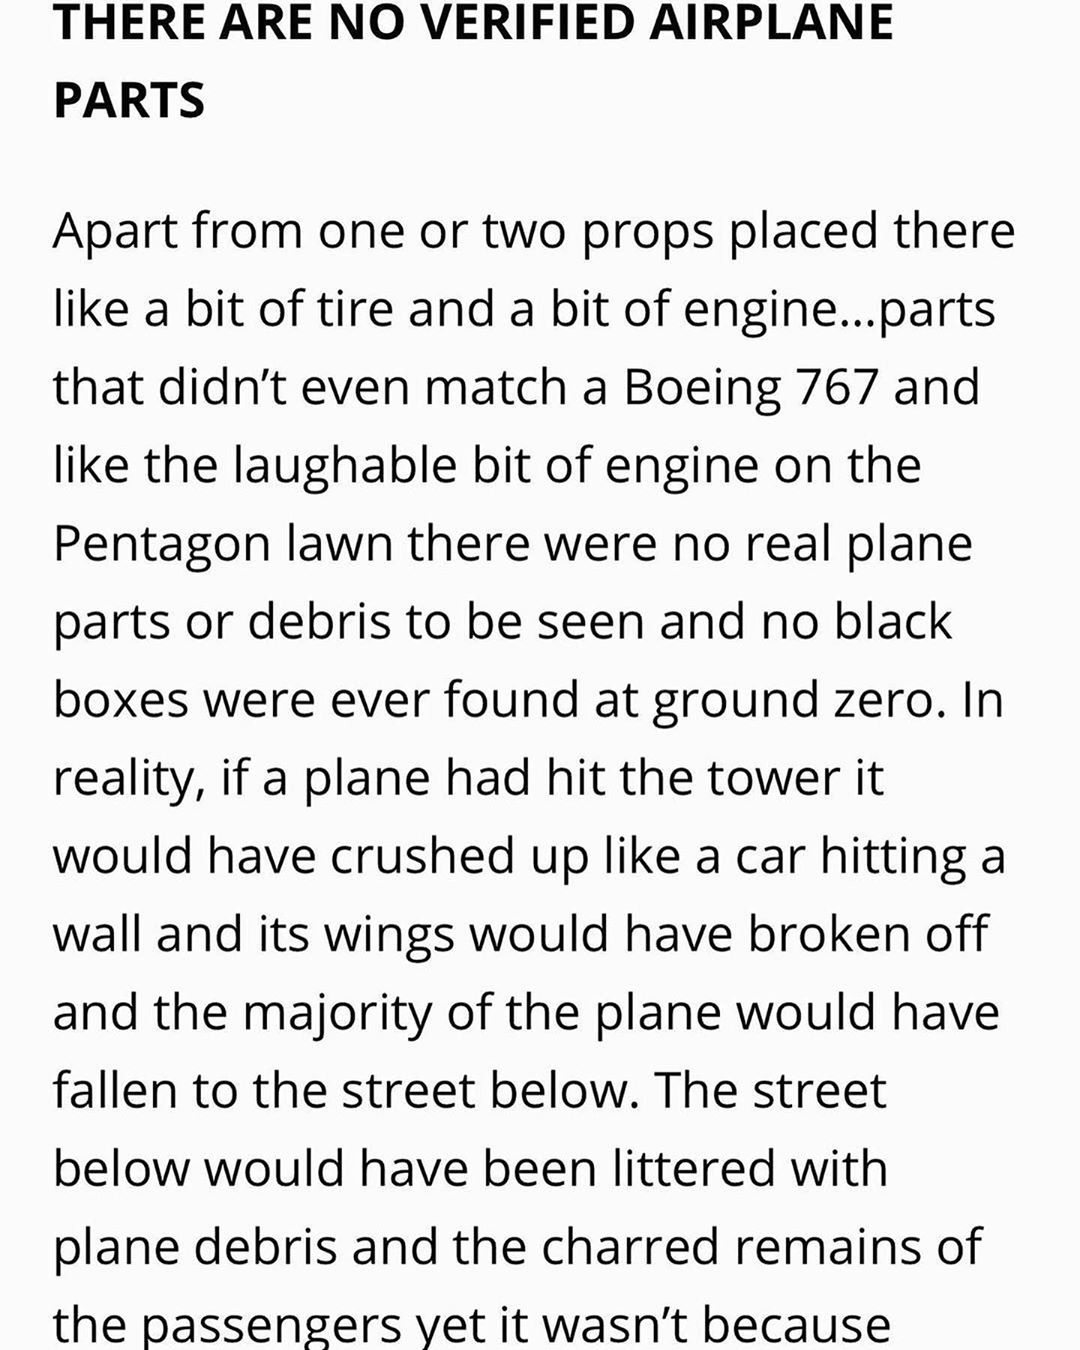 THERE ARE NO VERIFIED AIRPLANE
PARTS
Apart from one or two props placed there
like a bit of tire and a bit of engine...parts
that didn’t even match a Boeing 767 and
like the laughable bit of engine on the
Pentagon lawn there were no real plane
parts or debris to be seen and no black
boxes were ever found at ground zero. In
reality, if a plane had hit the tower it
would have crushed up like a car hitting a
wall and its wings would have broken off
and the majority of the plane would have
fallen to the street below. The street
below would have been littered with
plane debris and the charred remains of
the passengers yet it wasn’t because